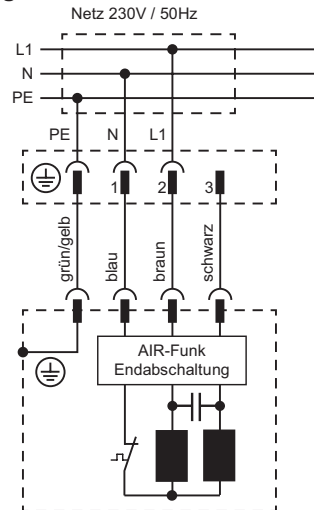 Netz 230V / 50Hz
L1
N
PE
PE N L1
1 2 3
grün/gelb
blau
braun
schwarz
AIR-Funk
Endabschaltung